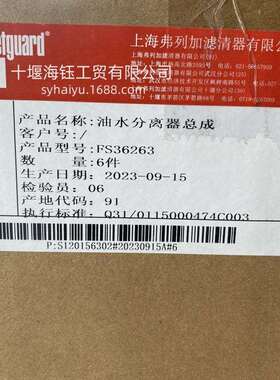 etguard
上海弗列加滤清器有限公
十堰海钰工贸有限公司
syhaiyu.1688.com
产品名称:油水分离器总成
客户号:/
产品型号:FS36263
数 量:6件
生产日期:2023-09-15
检验员:06
产地代码:91
执行标准:Q31/0115000474C003
P:S120156302#20230915A#6